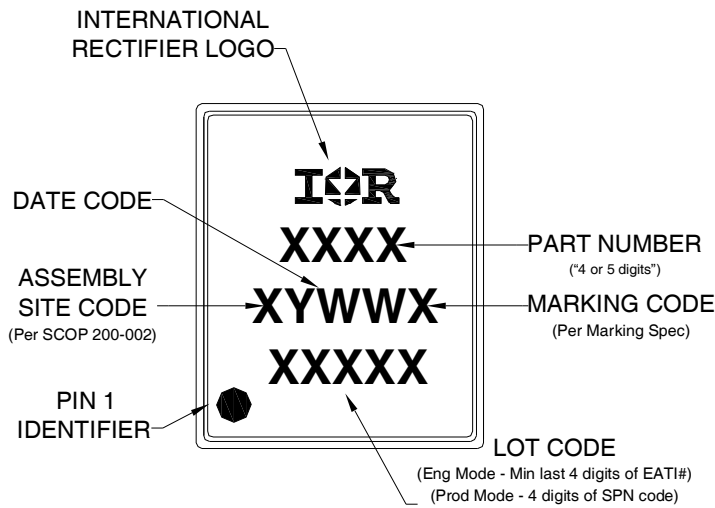 INTERNATIONAL
RECTIFIER LOGO
IOR
DATE CODE
XXXX
PART NUMBER
("4 or 5 digits")
ASSEMBLY
SITE CODE
(Per SCOP 200-002)
XYWWX
MARKING CODE
(Per Marking Spec)
XXXXX
PIN 1
IDENTIFIER
LOT CODE
(Eng Mode - Min last 4 digits of EATI#)
(Prod Mode - 4 digits of SPN code)